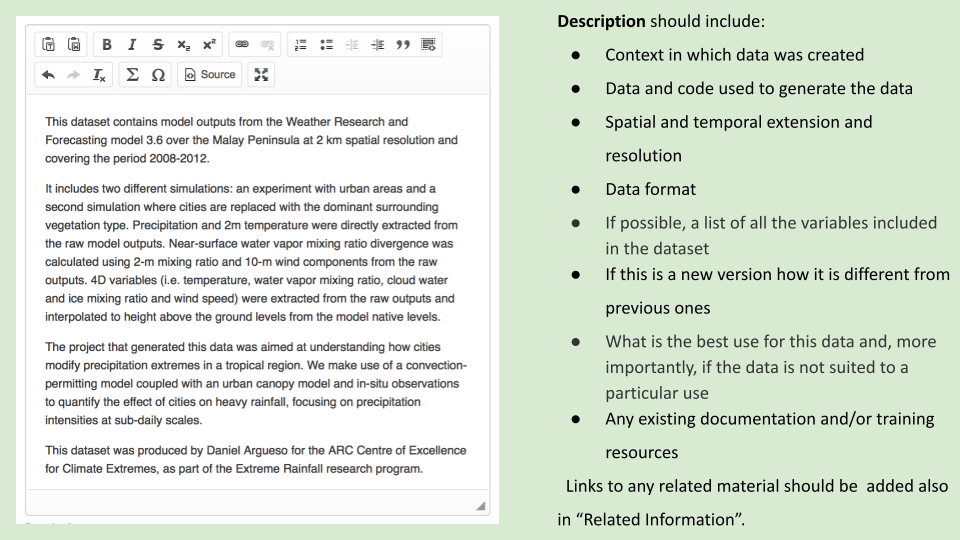 B I S x₂ x² Source
This dataset contains model outputs from the Weather Research and
Forecasting model 3.6 over the Malay Peninsula at 2 km spatial resolution and
covering the period 2008-2012.
It includes two different simulations: an experiment with urban areas and a
second simulation where cities are replaced with the dominant surrounding
vegetation type. Precipitation and 2m temperature were directly extracted from
the raw model outputs. Near-surface water vapor mixing ratio divergence was
calculated using 2-m mixing ratio and 10-m wind components from the raw
outputs. 4D variables (i.e. temperature, water vapor mixing ratio, cloud water
and ice mixing ratio and wind speed) were extracted from the raw outputs and
interpolated to height above the ground levels from the model native levels.
The project that generated this data was aimed at understanding how cities
modify precipitation extremes in a tropical region. We make use of a convection-
permitting model coupled with an urban canopy model and in-situ observations
to quantify the effect of cities on heavy rainfall, focusing on precipitation
intensities at sub-daily scales.
This dataset was produced by Daniel Argueso for the ARC Centre of Excellence
for Climate Extremes, as part of the Extreme Rainfall research program.
Description should include:
● Context in which data was created
● Data and code used to generate the data
● Spatial and temporal extension and
resolution
● Data format
● If possible, a list of all the variables included
in the dataset
● If this is a new version how it is different from
previous ones
● What is the best use for this data and, more
importantly, if the data is not suited to a
particular use
● Any existing documentation and/or training
resources
Links to any related material should be added also
in “Related Information”.